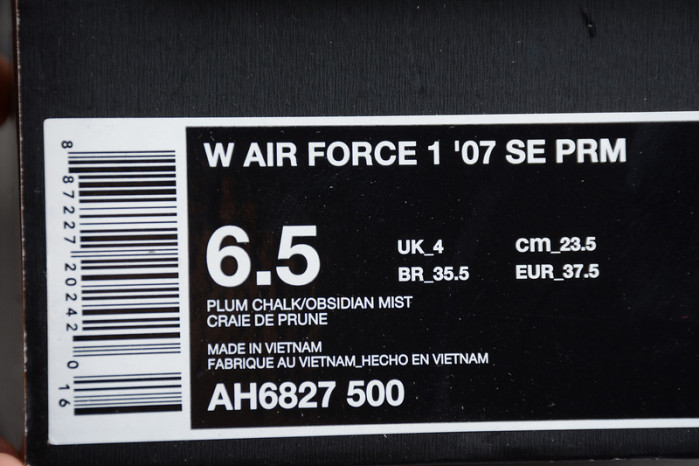 W AIR FORCE 1 '07 SE PRM
6.5
UK_4 cm_23.5
BR_35.5 EUR_37.5
PLUM CHALK/OBSIDIAN MIST
CRAIE DE PRUNE
MADE IN VIETNAM
FABRIQUE AU VIETNAM_HECHO EN VIETNAM
AH6827 500
8 87227 20242 0 16